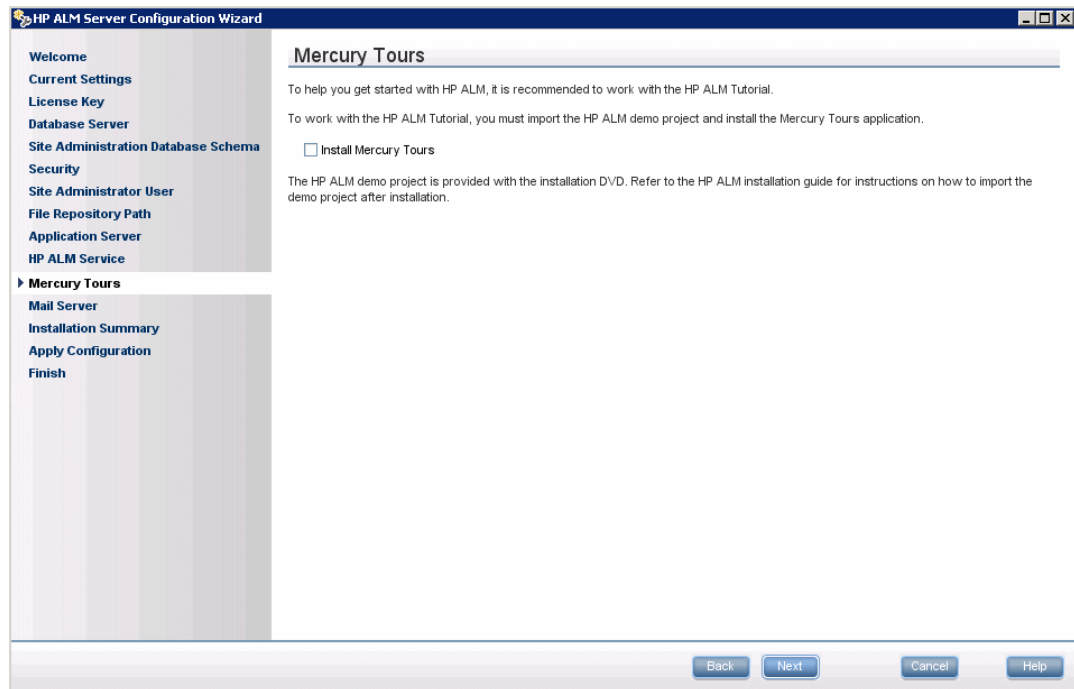 HP ALM Server Configuration Wizard
Welcome
Current Settings
License Key
Database Server
Site Administration Database Schema
Security
Site Administrator User
File Repository Path
Application Server
HP ALM Service
Mercury Tours
Mail Server
Installation Summary
Apply Configuration
Finish
Mercury Tours
To help you get started with HP ALM, it is recommended to work with the HP ALM Tutorial.
To work with the HP ALM Tutorial, you must import the HP ALM demo project and install the Mercury Tours application.
Install Mercury Tours
The HP ALM demo project is provided with the installation DVD. Refer to the HP ALM installation guide for instructions on how to import the
demo project after installation.
Back Next Cancel Help